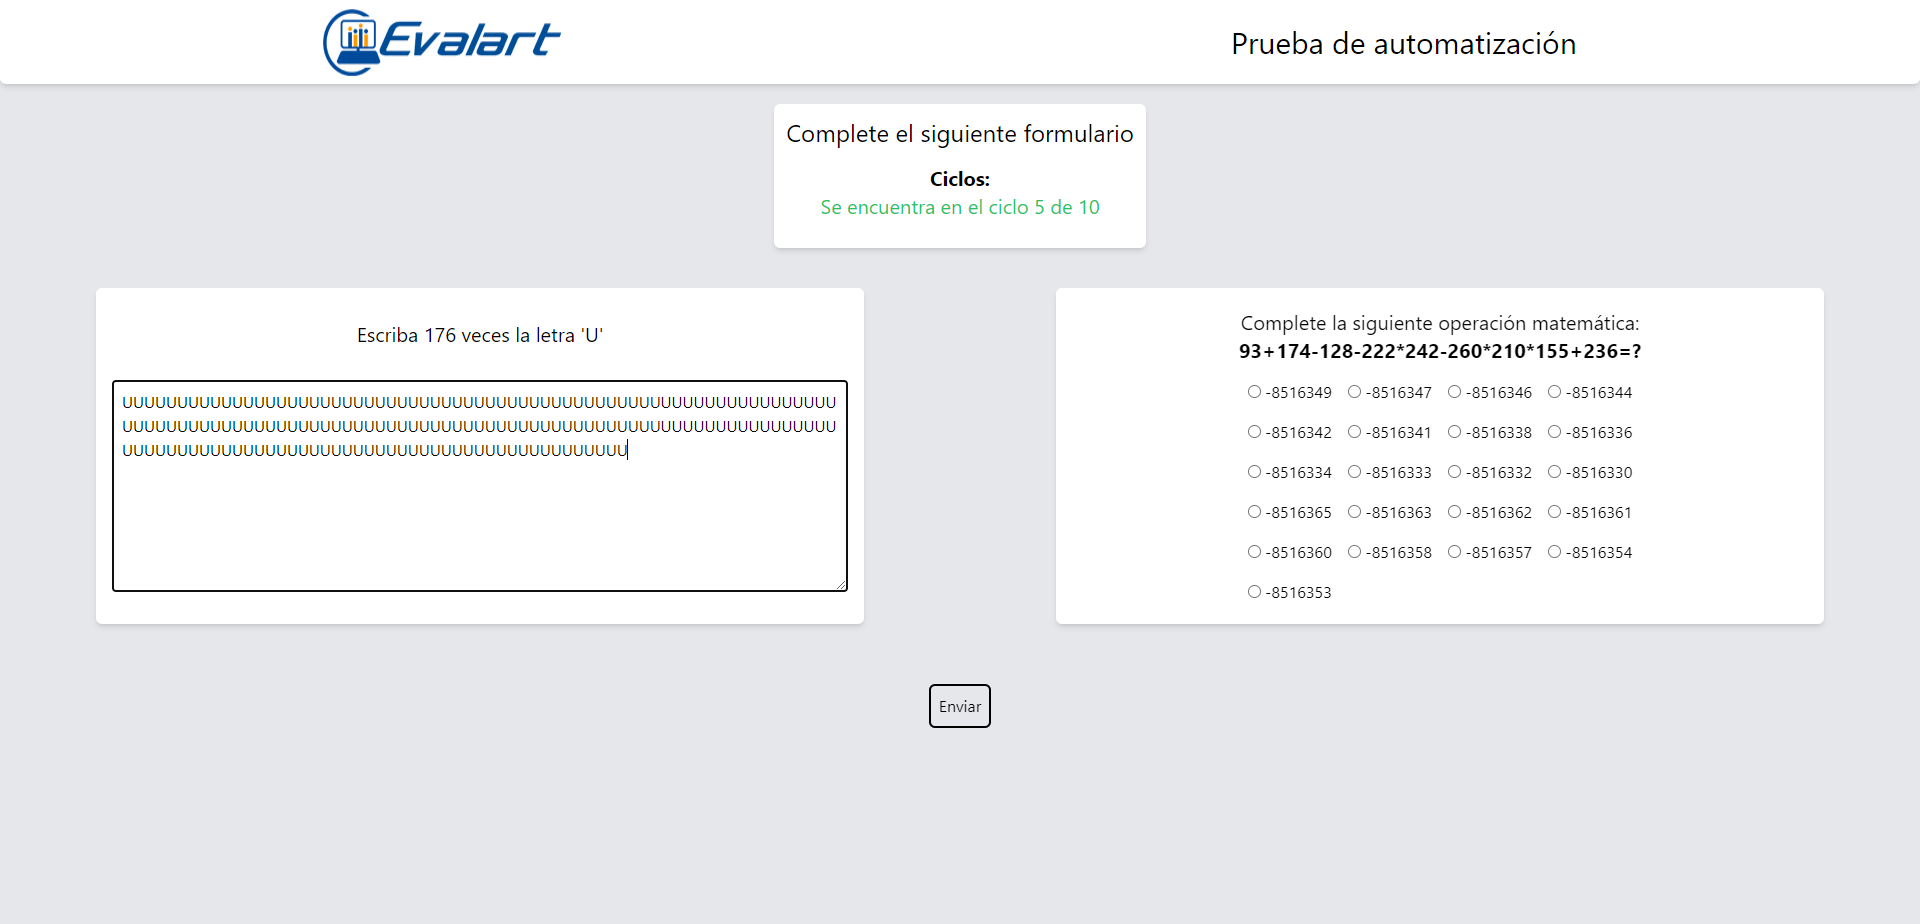 Evalart
Prueba de automatización
Complete el siguiente formulario
Ciclos:
Se encuentra en el ciclo 5 de 10
Escriba 176 veces la letra 'U'
UUUUUUUUUUUUUUUUUUUUUUUUUUUUUUUUUUUUUUUUUUUUUUUUUUUUUUUUUUUUUUUUU
UUUUUUUUUUUUUUUUUUUUUUUUUUUUUUUUUUUUUUUUUUUUUUUUUUUUUUUUUUUUUUUUU
UUUUUUUUUUUUUUUUUUUUUUUUUUUUUUUUUUUUUUUUUUUUUU
Complete la siguiente operación matemática:
93+174-128-222*242-260*210*155+236=?
-8516349 -8516347 -8516346 -8516344
-8516342 -8516341 -8516338 -8516336
-8516334 -8516333 -8516332 -8516330
-8516365 -8516363 -8516362 -8516361
-8516360 -8516358 -8516357 -8516354
-8516353
Enviar